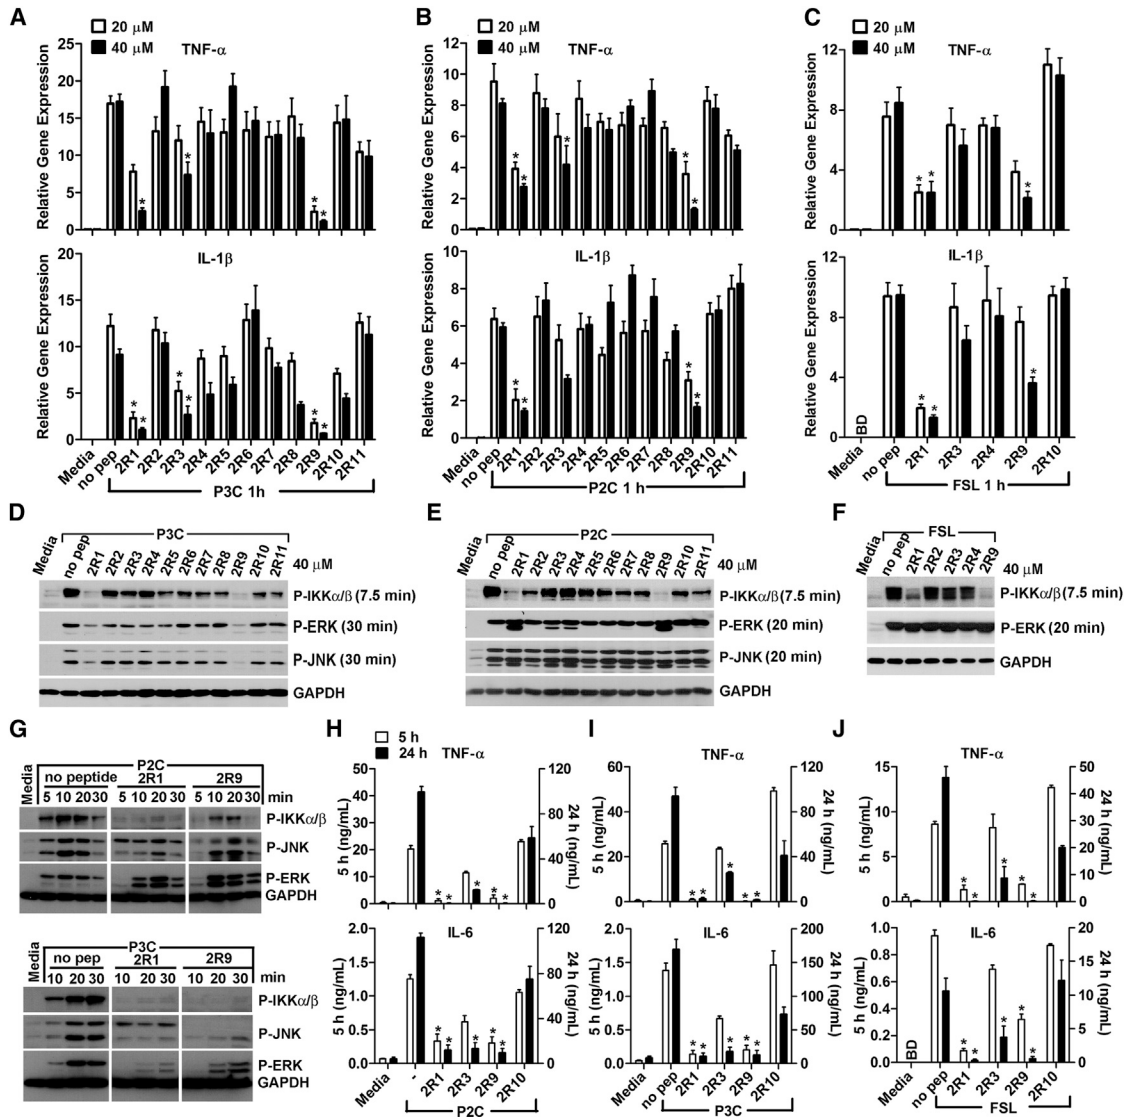 A
20 µM
40 µM
TNF-α
Relative Gene Expression
25
20
15
10
5
0
IL-1β
Relative Gene Expression
20
15
10
5
0
Media
no pep
2R1
2R2
2R3
2R4
2R5
2R6
2R7
2R8
2R9
2R10
2R11
P3C 1h
B
20 µM
40 µM
TNF-α
Relative Gene Expression
12
10
8
6
4
2
0
IL-1β
Relative Gene Expression
10
8
6
4
2
0
Media
no pep
2R1
2R2
2R3
2R4
2R5
2R6
2R7
2R8
2R9
2R10
2R11
P2C 1 h
C
20 µM
40 µM
TNF-α
Relative Gene Expression
12
8
4
0
IL-1β
Relative Gene Expression
12
10
8
6
4
2
0
BD
Media
no pep
2R1
2R3
2R4
2R9
2R10
FSL 1 h
D
P3C
Media
no pep
2R1
2R2
2R3
2R4
2R5
2R6
2R7
2R8
2R9
2R10
2R11
40 µM
P-IKKα/β (7.5 min)
P-ERK (30 min)
P-JNK (30 min)
GAPDH
E
P2C
Media
no pep
2R1
2R2
2R3
2R4
2R5
2R6
2R7
2R8
2R9
2R10
2R11
40 µM
P-IKKα/β (7.5 min)
P-ERK (20 min)
P-JNK (20 min)
GAPDH
F
FSL
Media
no pep
2R1
2R2
2R3
2R4
2R9
40 µM
P-IKKα/β (7.5 min)
P-ERK (20 min)
GAPDH
G
P2C
Media
no peptide 2R1 2R9
5 10 20 30 5 10 20 30 5 10 20 30 min
P-IKKα/β
P-JNK
P-ERK
GAPDH
P3C
Media
no pep 2R1 2R9
10 20 30 10 20 30 10 20 30 min
P-IKKα/β
P-JNK
P-ERK
GAPDH
H
5 h
24 h
TNF-α
5 h (ng/mL)
50
40
30
20
10
0
120
80
40
0
24 h (ng/mL)
IL-6
5 h (ng/mL)
2.0
1.5
1.0
0.5
0.0
120
80
40
0
24 h (ng/mL)
Media
-
2R1
2R3
2R9
2R10
P2C
I
TNF-α
5 h (ng/mL)
60
40
20
0
120
80
40
0
24 h (ng/mL)
IL-6
5 h (ng/mL)
2.0
1.5
1.0
0.5
0.0
200
150
100
50
0
24 h (ng/mL)
Media
no pep
2R1
2R3
2R9
2R10
P3C
J
TNF-α
5 h (ng/mL)
15
10
5
0
50
40
30
20
10
0
24 h (ng/mL)
IL-6
5 h (ng/mL)
1.0
0.8
0.6
0.4
0.2
0.0
20
15
10
5
0
24 h (ng/mL)
BD
Media
no pep
2R1
2R3
2R9
2R10
FSL